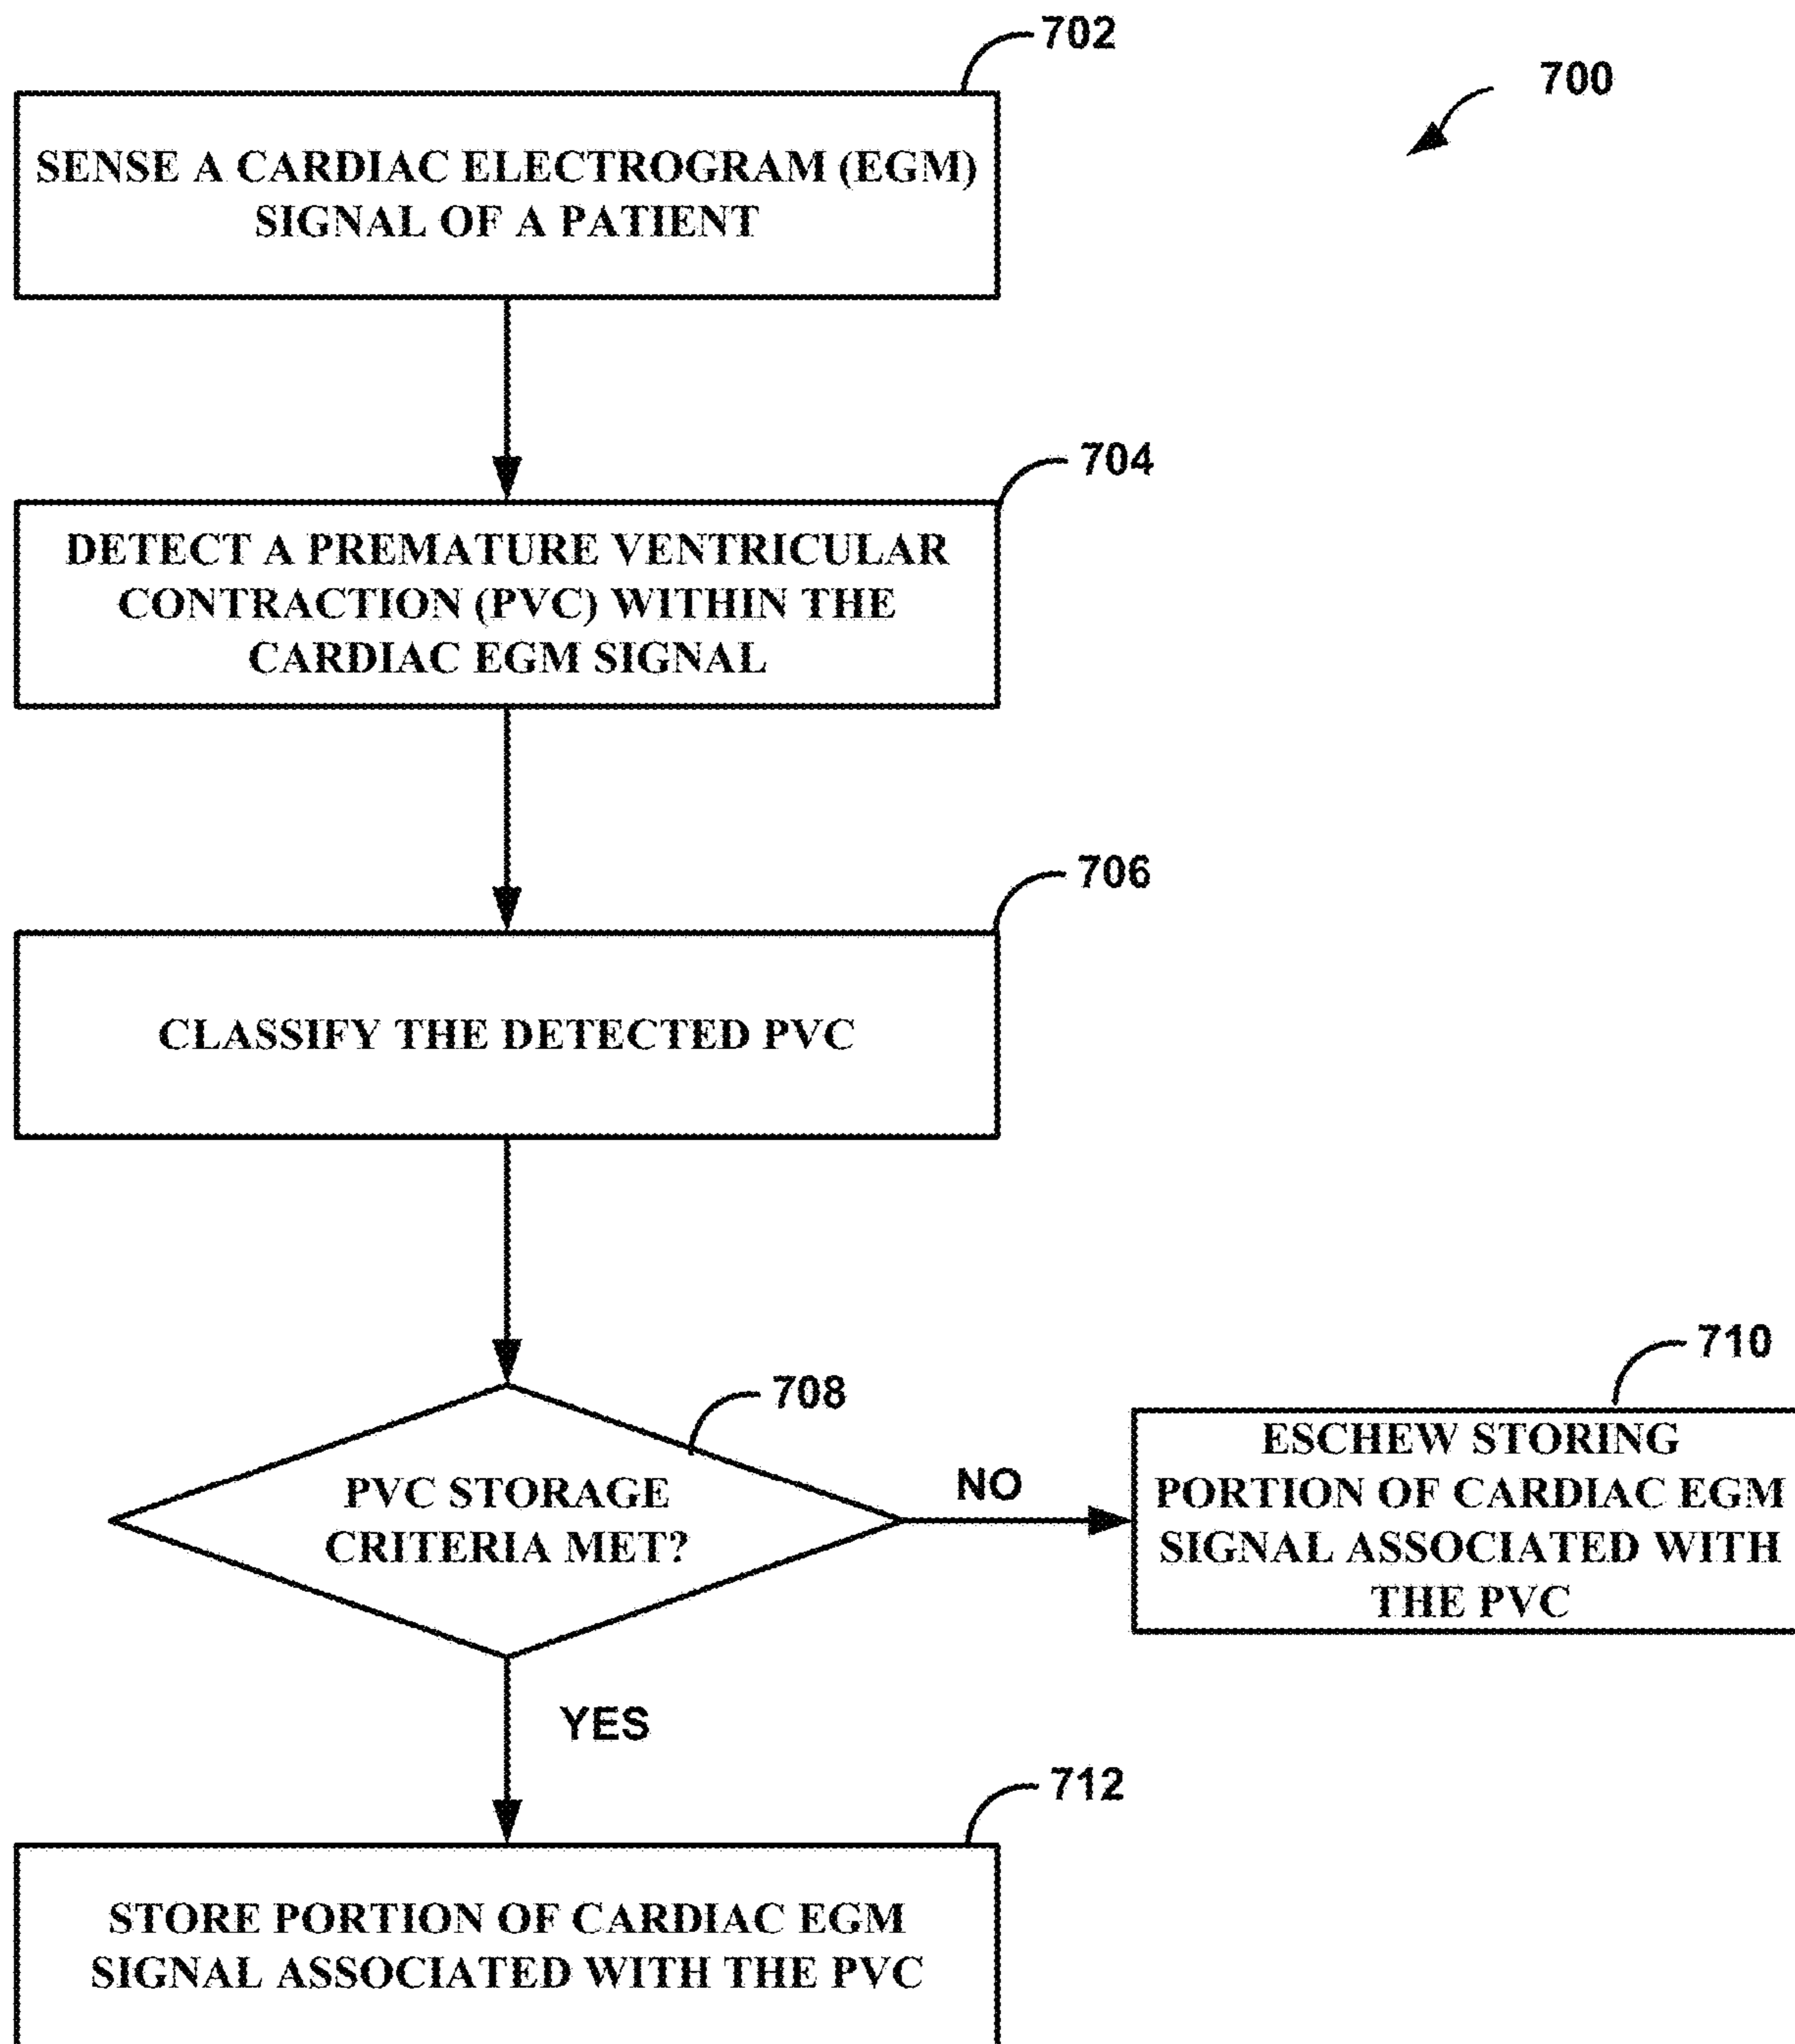 702
700
SENSE A CARDIAC ELECTROGRAM (EGM)
SIGNAL OF A PATIENT
704
DETECT A PREMATURE VENTRICULAR
CONTRACTION (PVC) WITHIN THE
CARDIAC EGM SIGNAL
706
CLASSIFY THE DETECTED PVC
708
PVC STORAGE
CRITERIA MET?
NO
710
ESCHEW STORING
PORTION OF CARDIAC EGM
SIGNAL ASSOCIATED WITH
THE PVC
YES
712
STORE PORTION OF CARDIAC EGM
SIGNAL ASSOCIATED WITH THE PVC